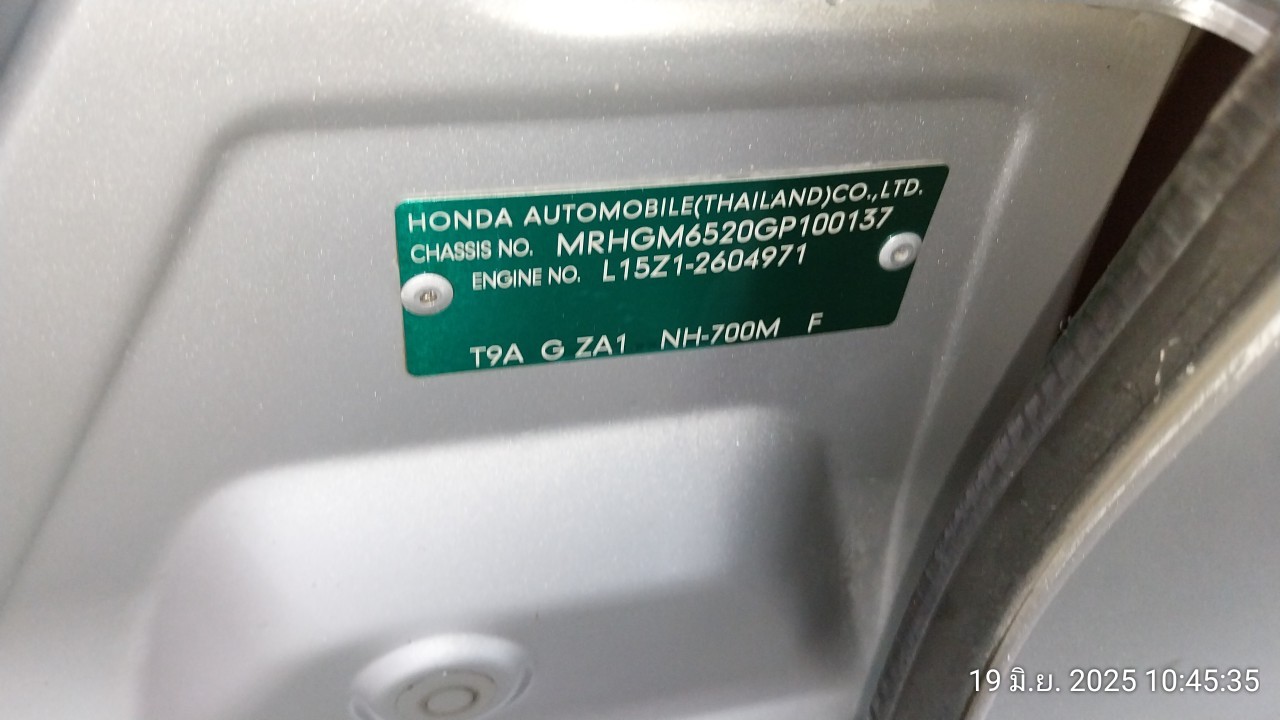 HONDA AUTOMOBILE(THAILAND)CO.,LTD.
CHASSIS NO. MRHGM6520GP100137
ENGINE NO. L15Z1-2604971
T9A G ZA1 NH-700M F
19 มิ.ย. 2025 10:45:35